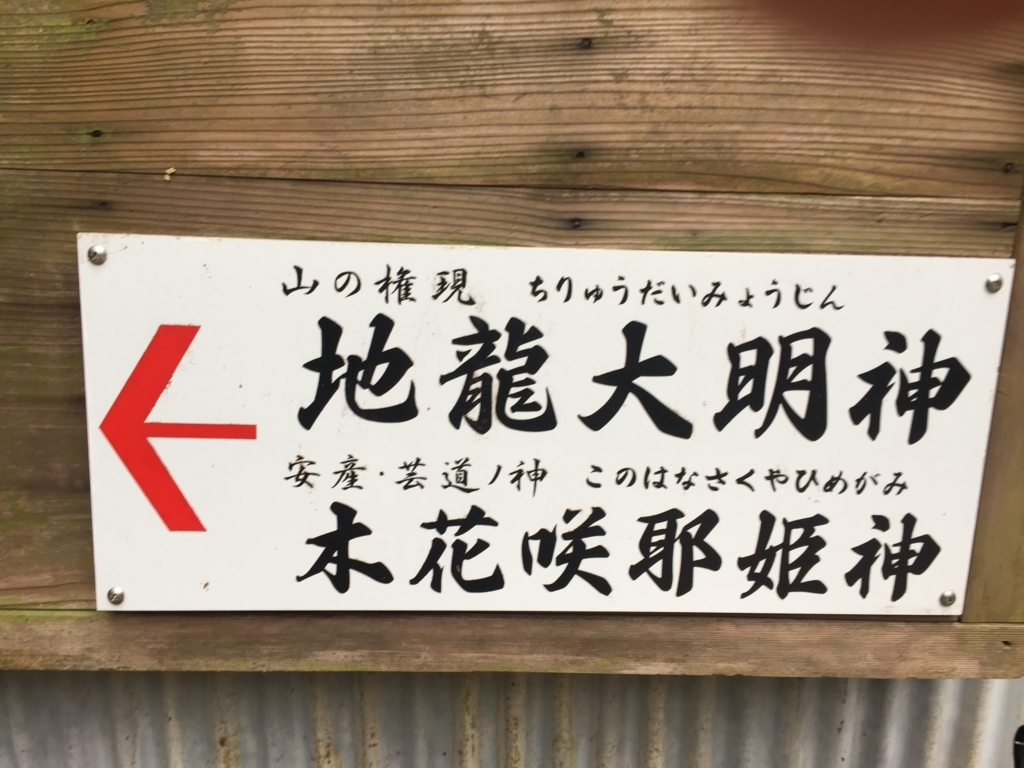 山の権現 ちりゅうだいみょうじん
地龍大明神
安産・芸道ノ神 このはなさくやひめがみ
木花咲耶姫神